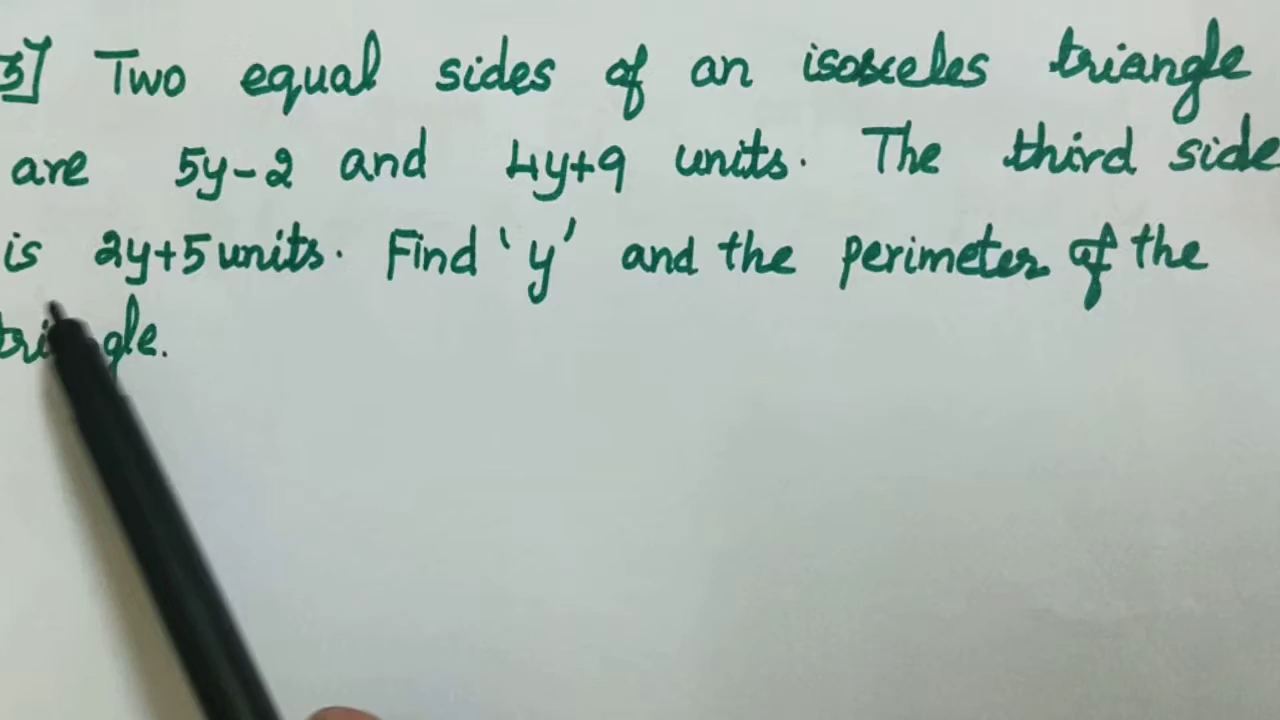 3] Two equal sides of an isosceles triangle
are 5y-2 and 4y+9 units. The third side
is 2y+5 units. Find 'y' and the perimeter of the
triangle.